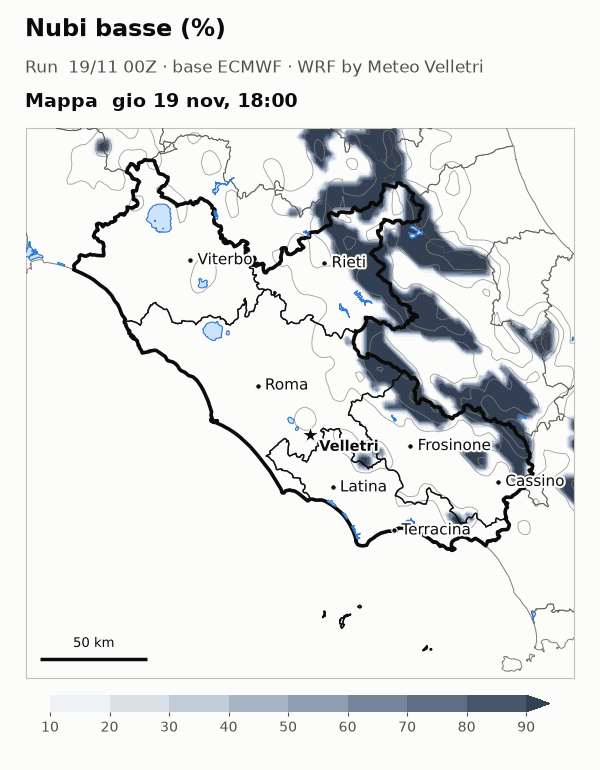 Nubi basse (%)
Run 19/11 00Z · base ECMWF · WRF by Meteo Velletri
Mappa gio 19 nov, 18:00
Viterbo
Rieti
Roma
Velletri
Frosinone
Latina
Cassino
Terracina
50 km
10 20 30 40 50 60 70 80 90